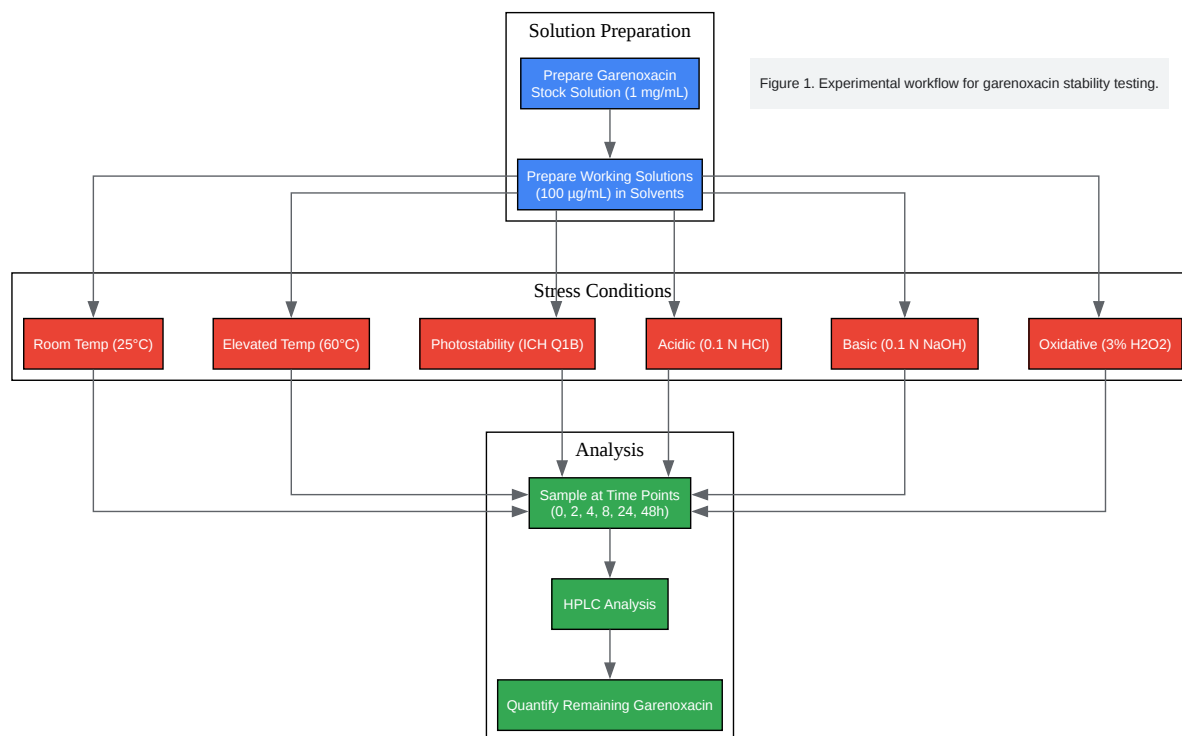 Solution Preparation
Prepare Garenoxacin
Stock Solution (1 mg/mL)
Figure 1. Experimental workflow for garenoxacin stability testing.
Prepare Working Solutions
(100 µg/mL) in Solvents
Stress Conditions
Room Temp (25°C)
Elevated Temp (60°C)
Photostability (ICH Q1B)
Acidic (0.1 N HCl)
Basic (0.1 N NaOH)
Oxidative (3% H2O2)
Analysis
Sample at Time Points
(0, 2, 4, 8, 24, 48h)
HPLC Analysis
Quantify Remaining Garenoxacin